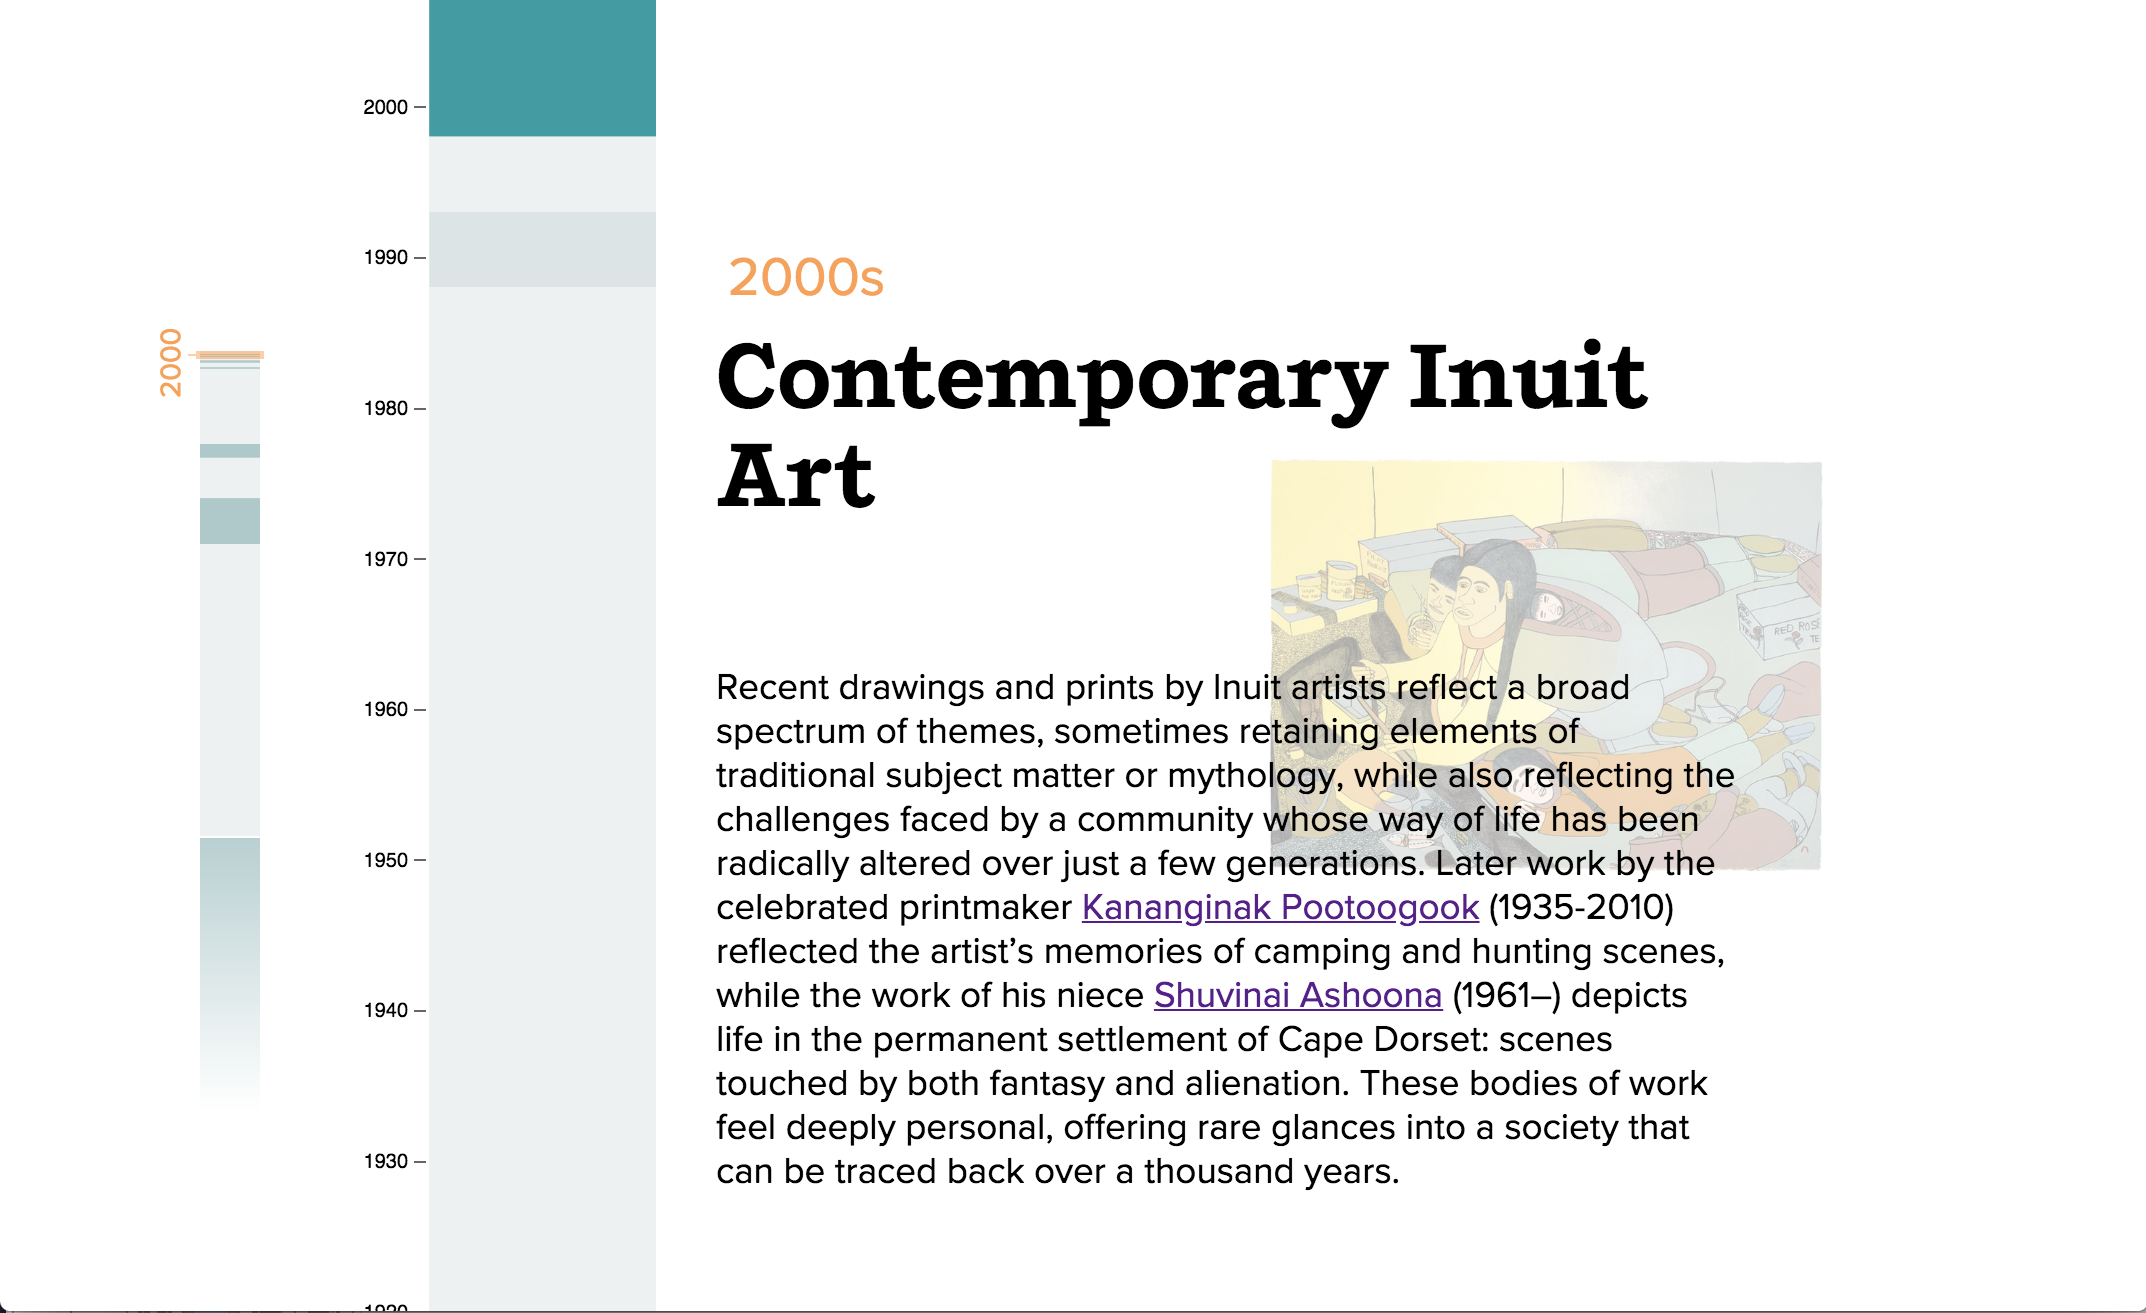 2000
2000
1990
1980
1970
1960
1950
1940
1930
2000s
Contemporary Inuit
Art
RED ROSE
TE
Recent drawings and prints by Inuit artists reflect a broad
spectrum of themes, sometimes retaining elements of
traditional subject matter or mythology, while also reflecting the
challenges faced by a community whose way of life has been
radically altered over just a few generations. Later work by the
celebrated printmaker Kananginak Pootoogook (1935-2010)
reflected the artist’s memories of camping and hunting scenes,
while the work of his niece Shuvinai Ashoona (1961–) depicts
life in the permanent settlement of Cape Dorset: scenes
touched by both fantasy and alienation. These bodies of work
feel deeply personal, offering rare glances into a society that
can be traced back over a thousand years.